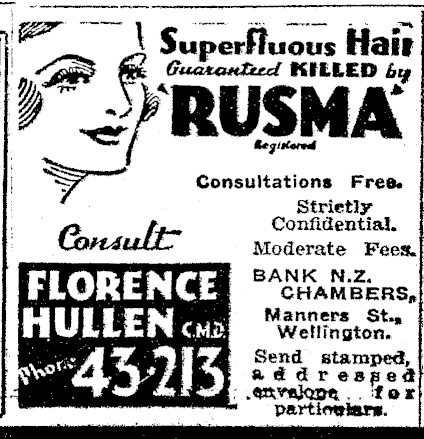 Superfluous Hair
Guaranteed KILLED by
'RUSMA'
Registered
Consultations Free.
Strictly
Confidential.
Moderate Fees.
Consult
FLORENCE
HULLEN C.M.D.
Phone 43-213
BANK N.Z.
CHAMBERS,
Manners St.,
Wellington.
Send stamped,
addressed
envelope for
particulars.